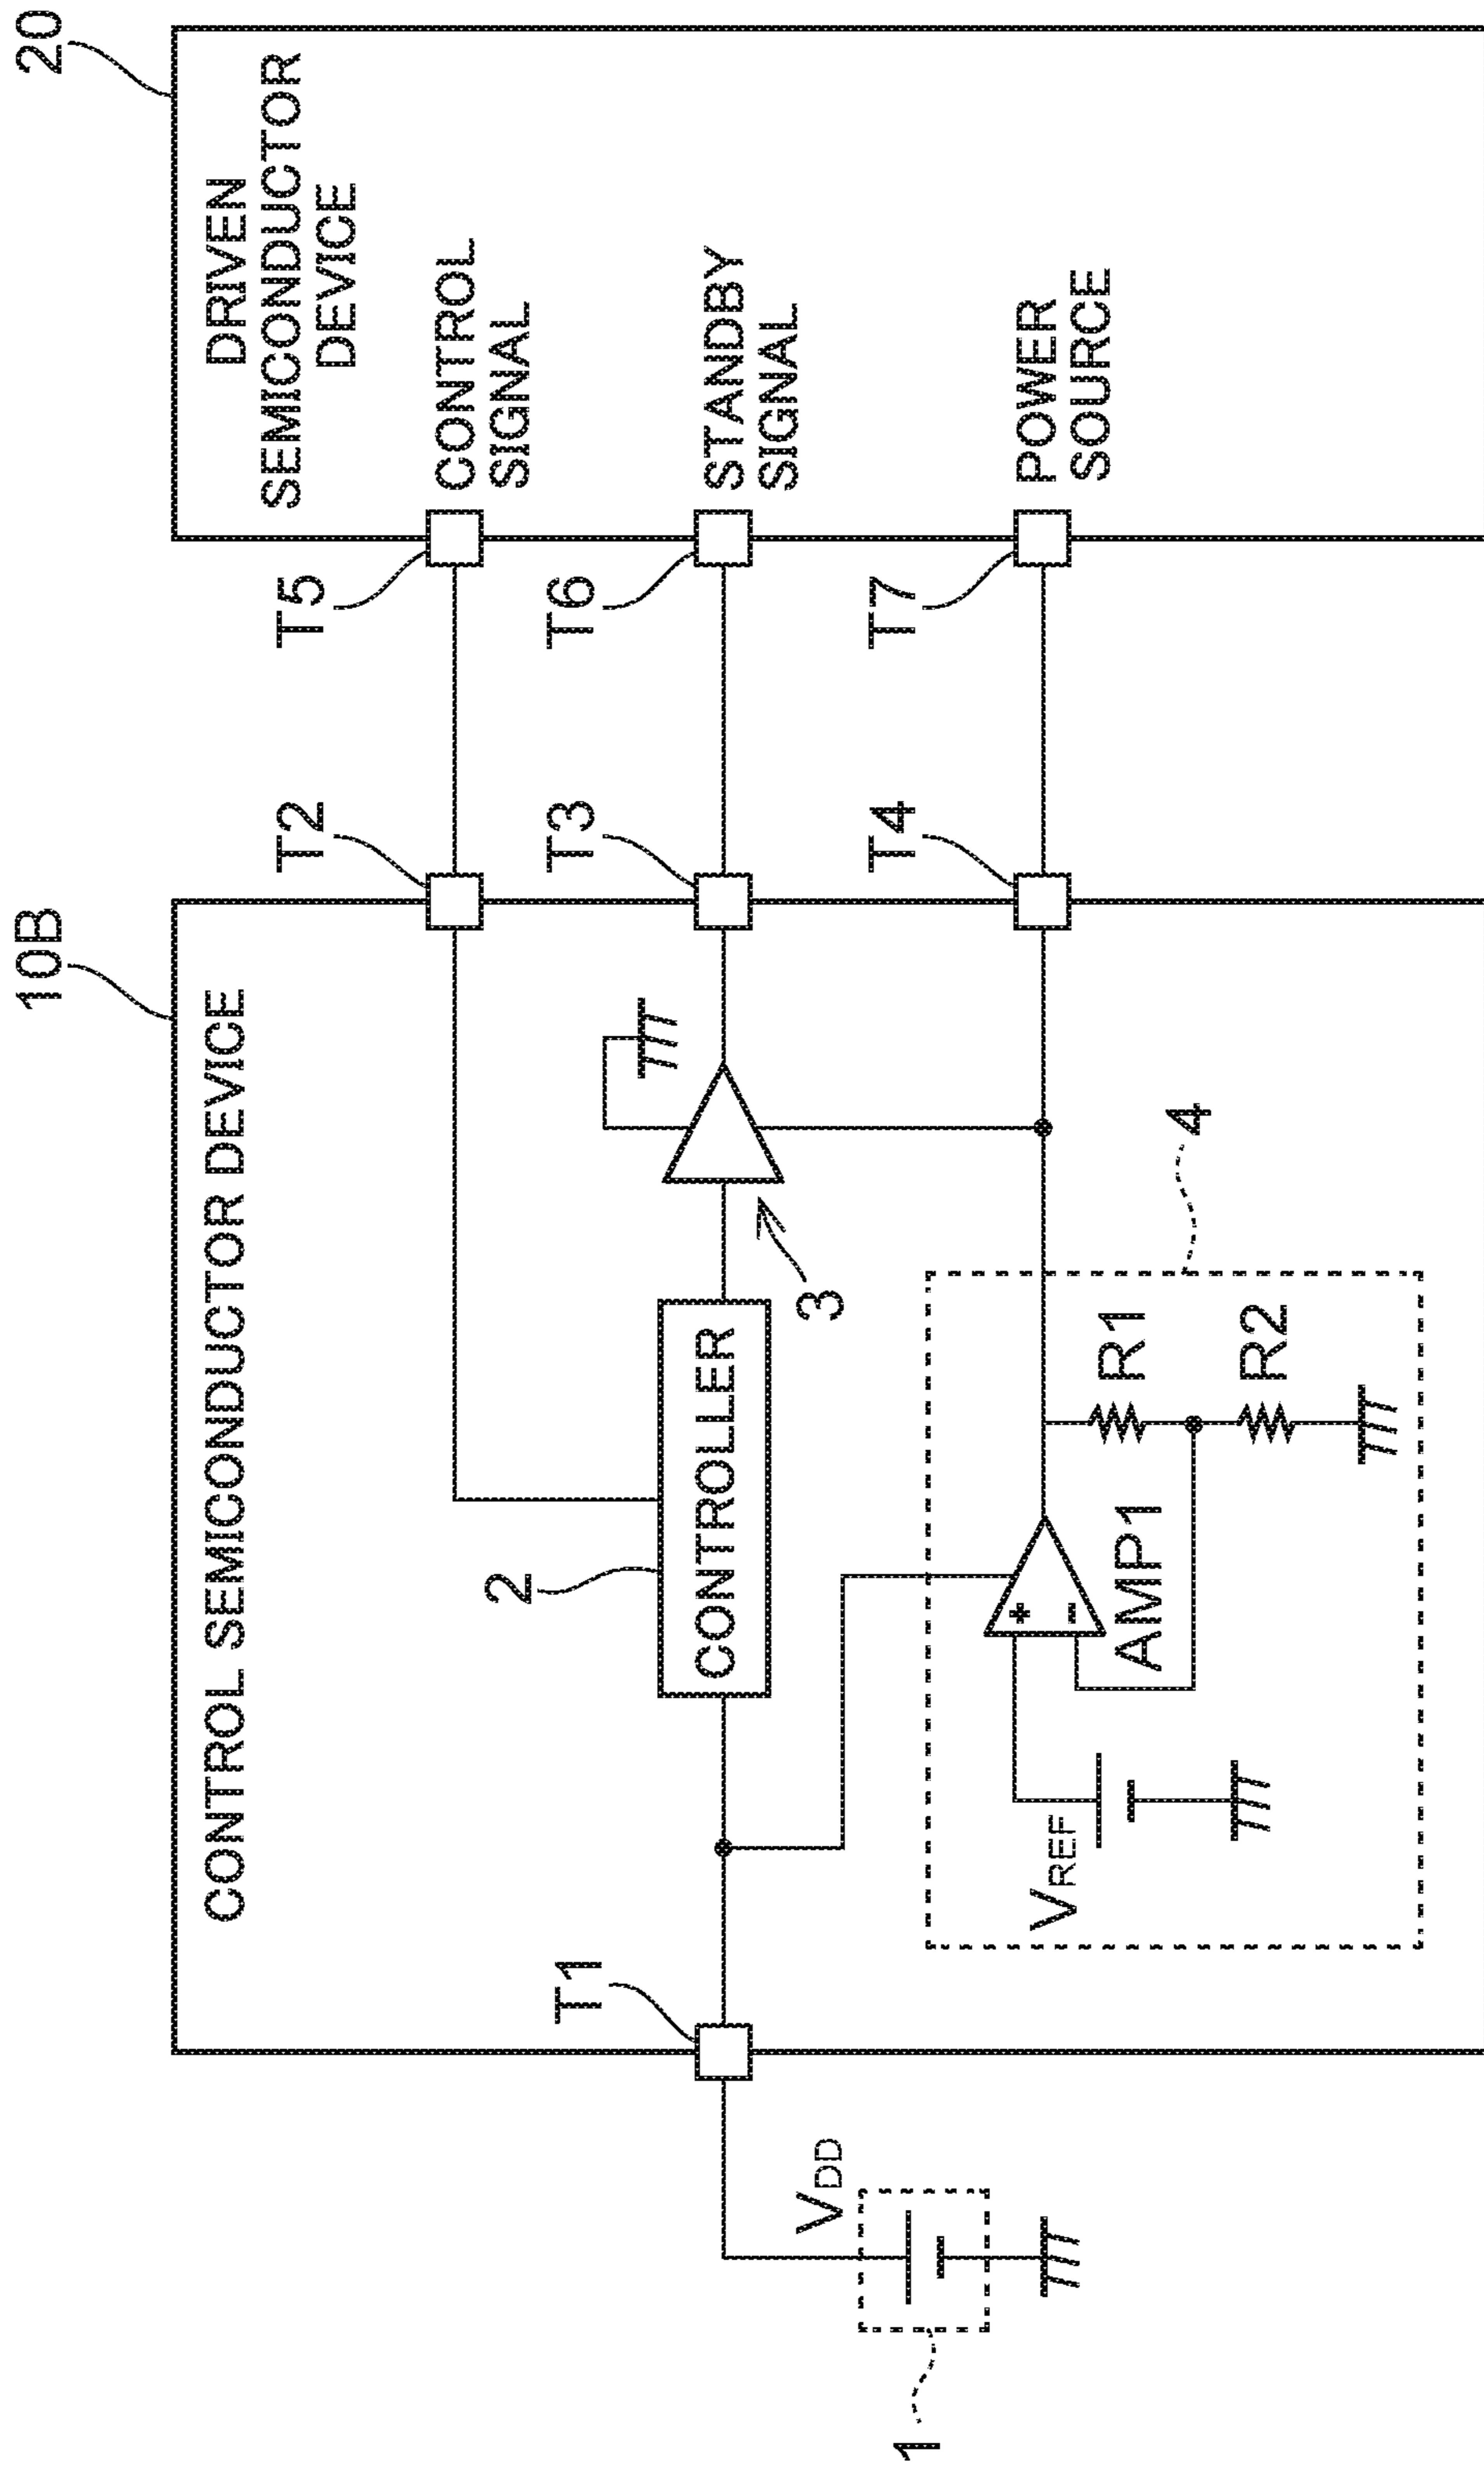 10B
20
CONTROL SEMICONDUCTOR DEVICE
DRIVEN
SEMICONDUCTOR
DEVICE
T2
T5
CONTROL
SIGNAL
2
T1
T3
T6
CONTROLLER
STANDBY
SIGNAL
3
VDD
1
T4
T7
POWER
SOURCE
VREF
+
-
AMP1
R1
4
R2